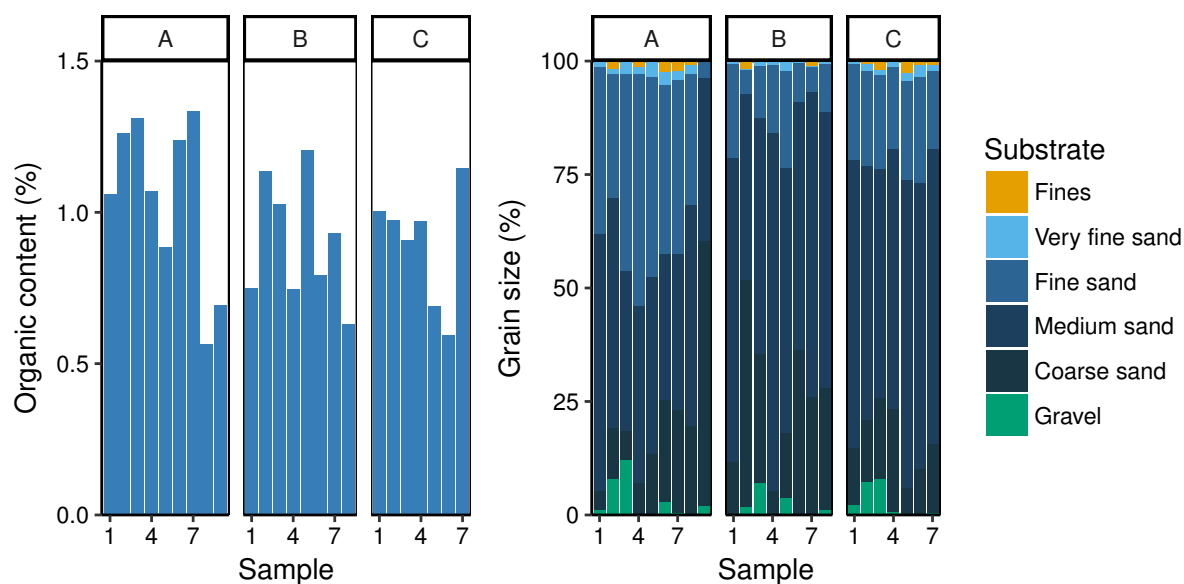 A B C
1.5
1.0
0.5
0.0
Organic content (%)
1 4 7 1 4 7 1 4 7
Sample
A B C
100
75
50
25
0
Grain size (%)
1 4 7 1 4 7 1 4 7
Sample
Substrate
Fines
Very fine sand
Fine sand
Medium sand
Coarse sand
Gravel